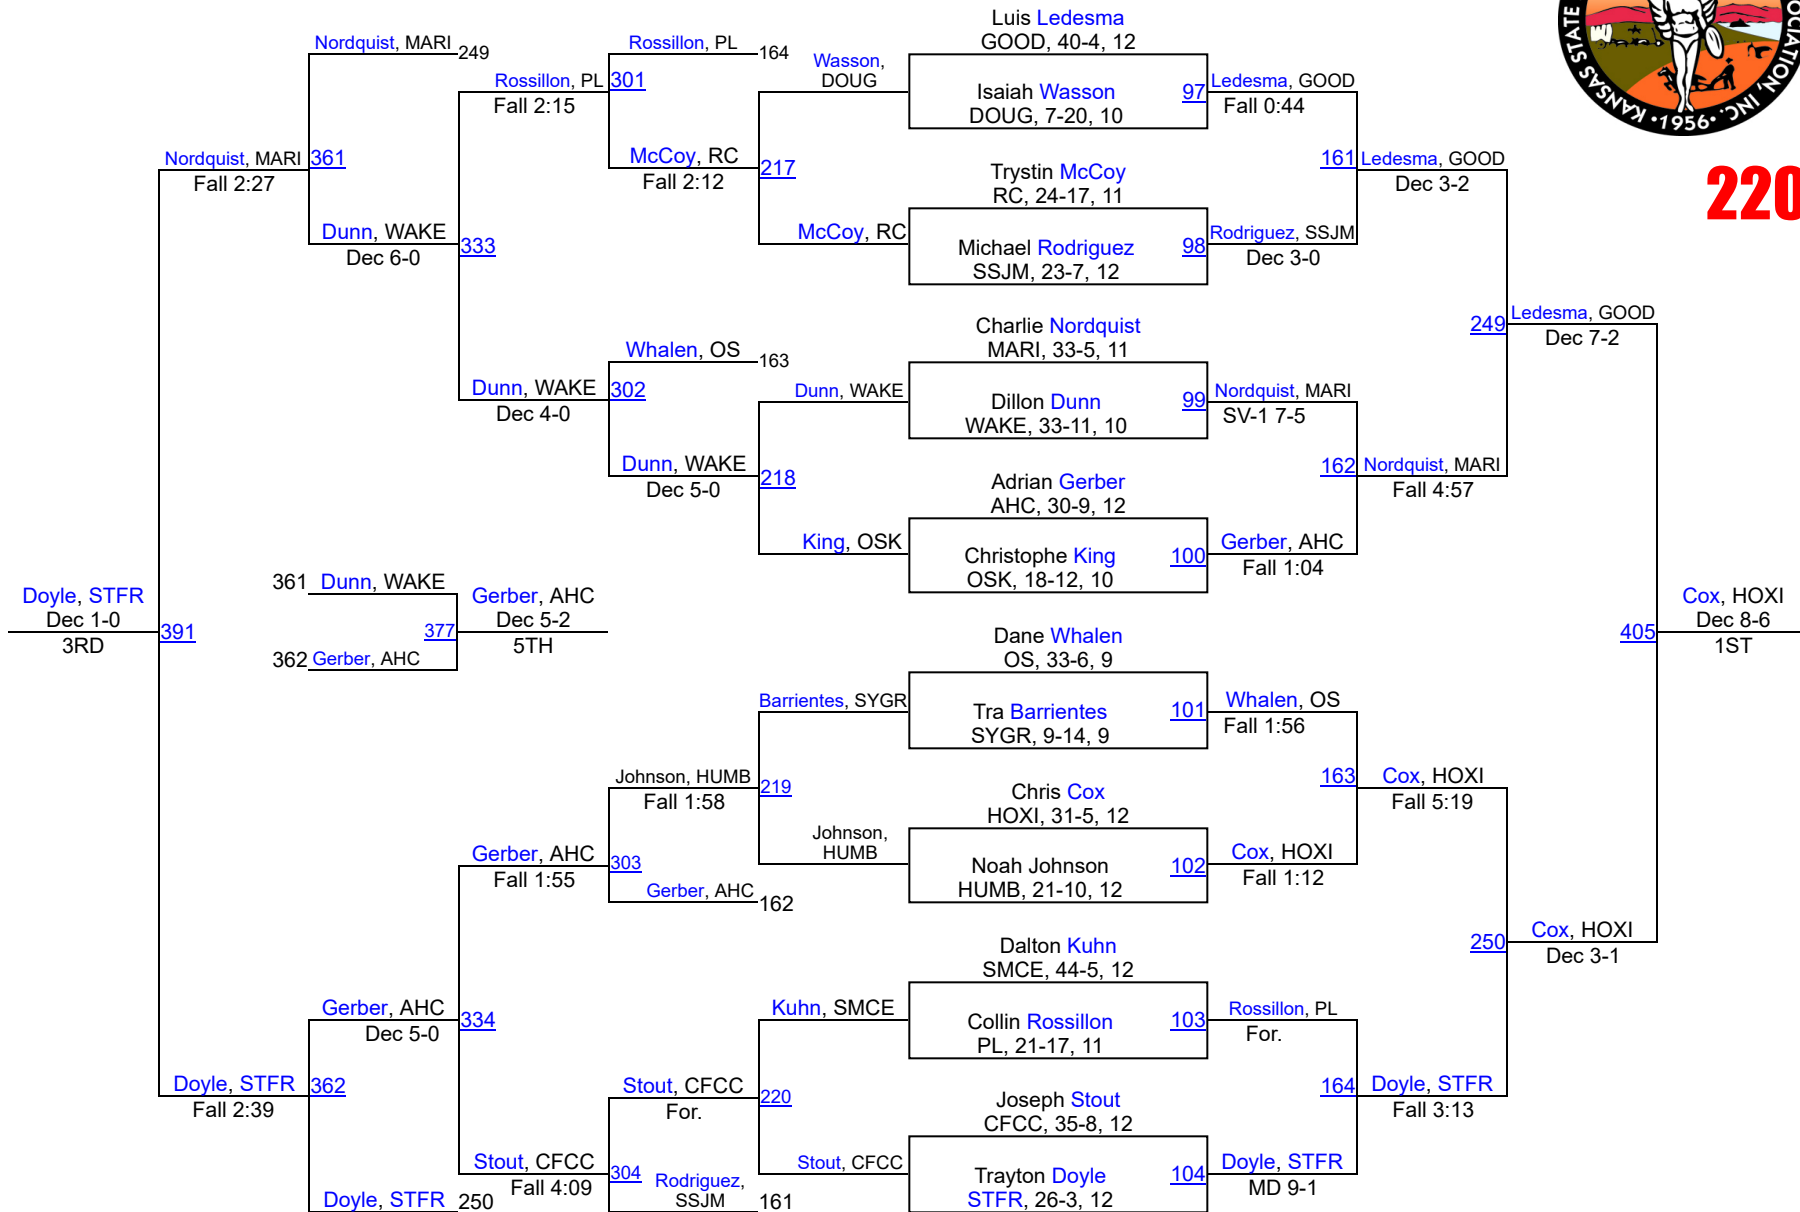 Luis Ledesma
GOOD, 40-4, 12
Isaiah Wasson
DOUG, 7-20, 10
97
Trystin McCoy
RC, 24-17, 11
Michael Rodriguez
SSJM, 23-7, 12
98
Charlie Nordquist
MARI, 33-5, 11
Dillon Dunn
WAKE, 33-11, 10
99
Adrian Gerber
AHC, 30-9, 12
Christophe King
OSK, 18-12, 10
100
Dane Whalen
OS, 33-6, 9
Tra Barrientes
SYGR, 9-14, 9
101
Chris Cox
HOXI, 31-5, 12
Noah Johnson
HUMB, 21-10, 12
102
Dalton Kuhn
SMCE, 44-5, 12
Collin Rossillon
PL, 21-17, 11
103
Joseph Stout
CFCC, 35-8, 12
Trayton Doyle
STFR, 26-3, 12
104
Ledesma, GOOD
Fall 0:44
161
Rodriguez, SSJM
Dec 3-0
Nordquist, MARI
SV-1 7-5
162
Gerber, AHC
Fall 1:04
Whalen, OS
Fall 1:56
163
Cox, HOXI
Fall 1:12
Rossillon, PL
For.
164
Doyle, STFR
MD 9-1
Ledesma, GOOD
Dec 3-2
249
Nordquist, MARI
Fall 4:57
Cox, HOXI
Fall 5:19
250
Doyle, STFR
Fall 3:13
Ledesma, GOOD
Dec 7-2
405
Cox, HOXI
Dec 3-1
Cox, HOXI
Dec 8-6
1ST
Wasson,
DOUG
217
McCoy, RC
Dunn, WAKE
218
King, OSK
Barrientes, SYGR
219
Johnson,
HUMB
Kuhn, SMCE
220
Stout, CFCC
Rossillon, PL
164
301
McCoy, RC
Fall 2:12
Whalen, OS
163
302
Dunn, WAKE
Dec 5-0
Johnson, HUMB
Fall 1:58
303
Gerber, AHC
162
Stout, CFCC
For.
304
Rodriguez,
SSJM
161
Rossillon, PL
Fall 2:15
333
Dunn, WAKE
Dec 4-0
Gerber, AHC
Fall 1:55
334
Stout, CFCC
Fall 4:09
Nordquist, MARI
249
361
Dunn, WAKE
Dec 6-0
Gerber, AHC
Dec 5-0
362
Doyle, STFR
250
Nordquist, MARI
Fall 2:27
391
Doyle, STFR
Fall 2:39
Doyle, STFR
Dec 1-0
3RD
361
Dunn, WAKE
377
362
Gerber, AHC
Gerber, AHC
Dec 5-2
5TH
KANSAS STATE
INC. •1956•
220